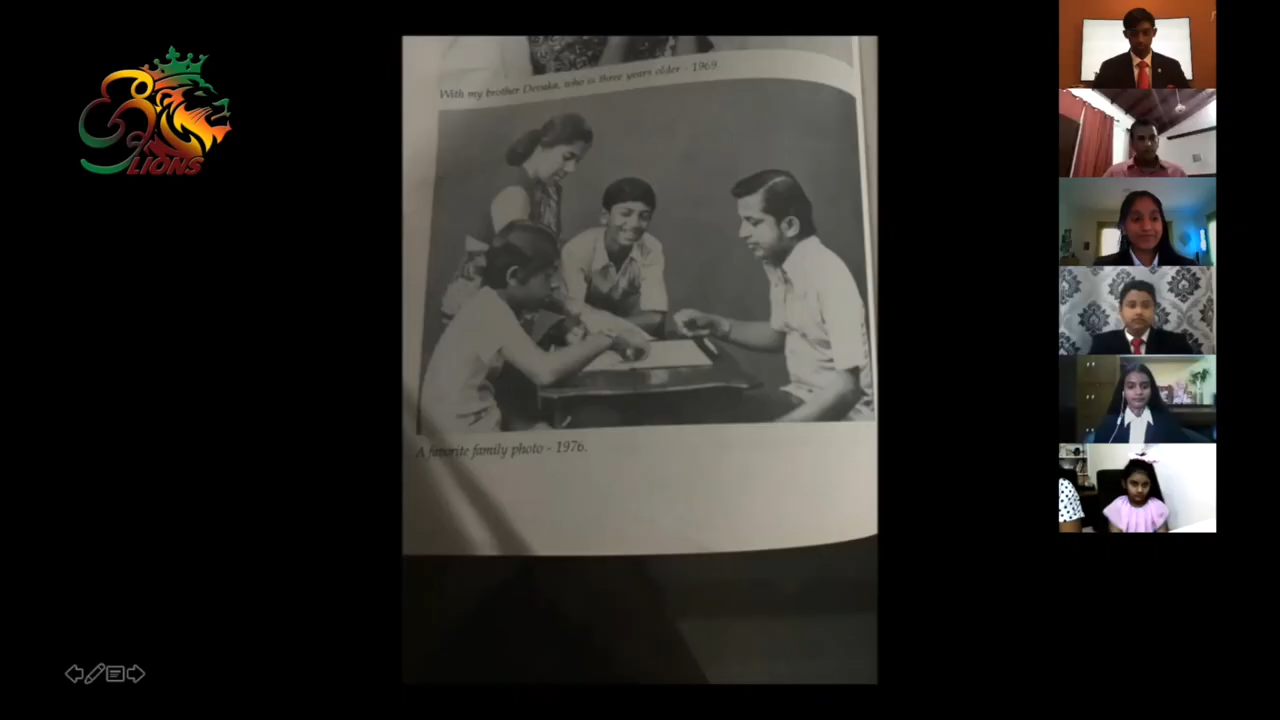 ශ්‍රී
LIONS
With my brother Devaka, who is three years older - 1969
A favorite family photo - 1976.